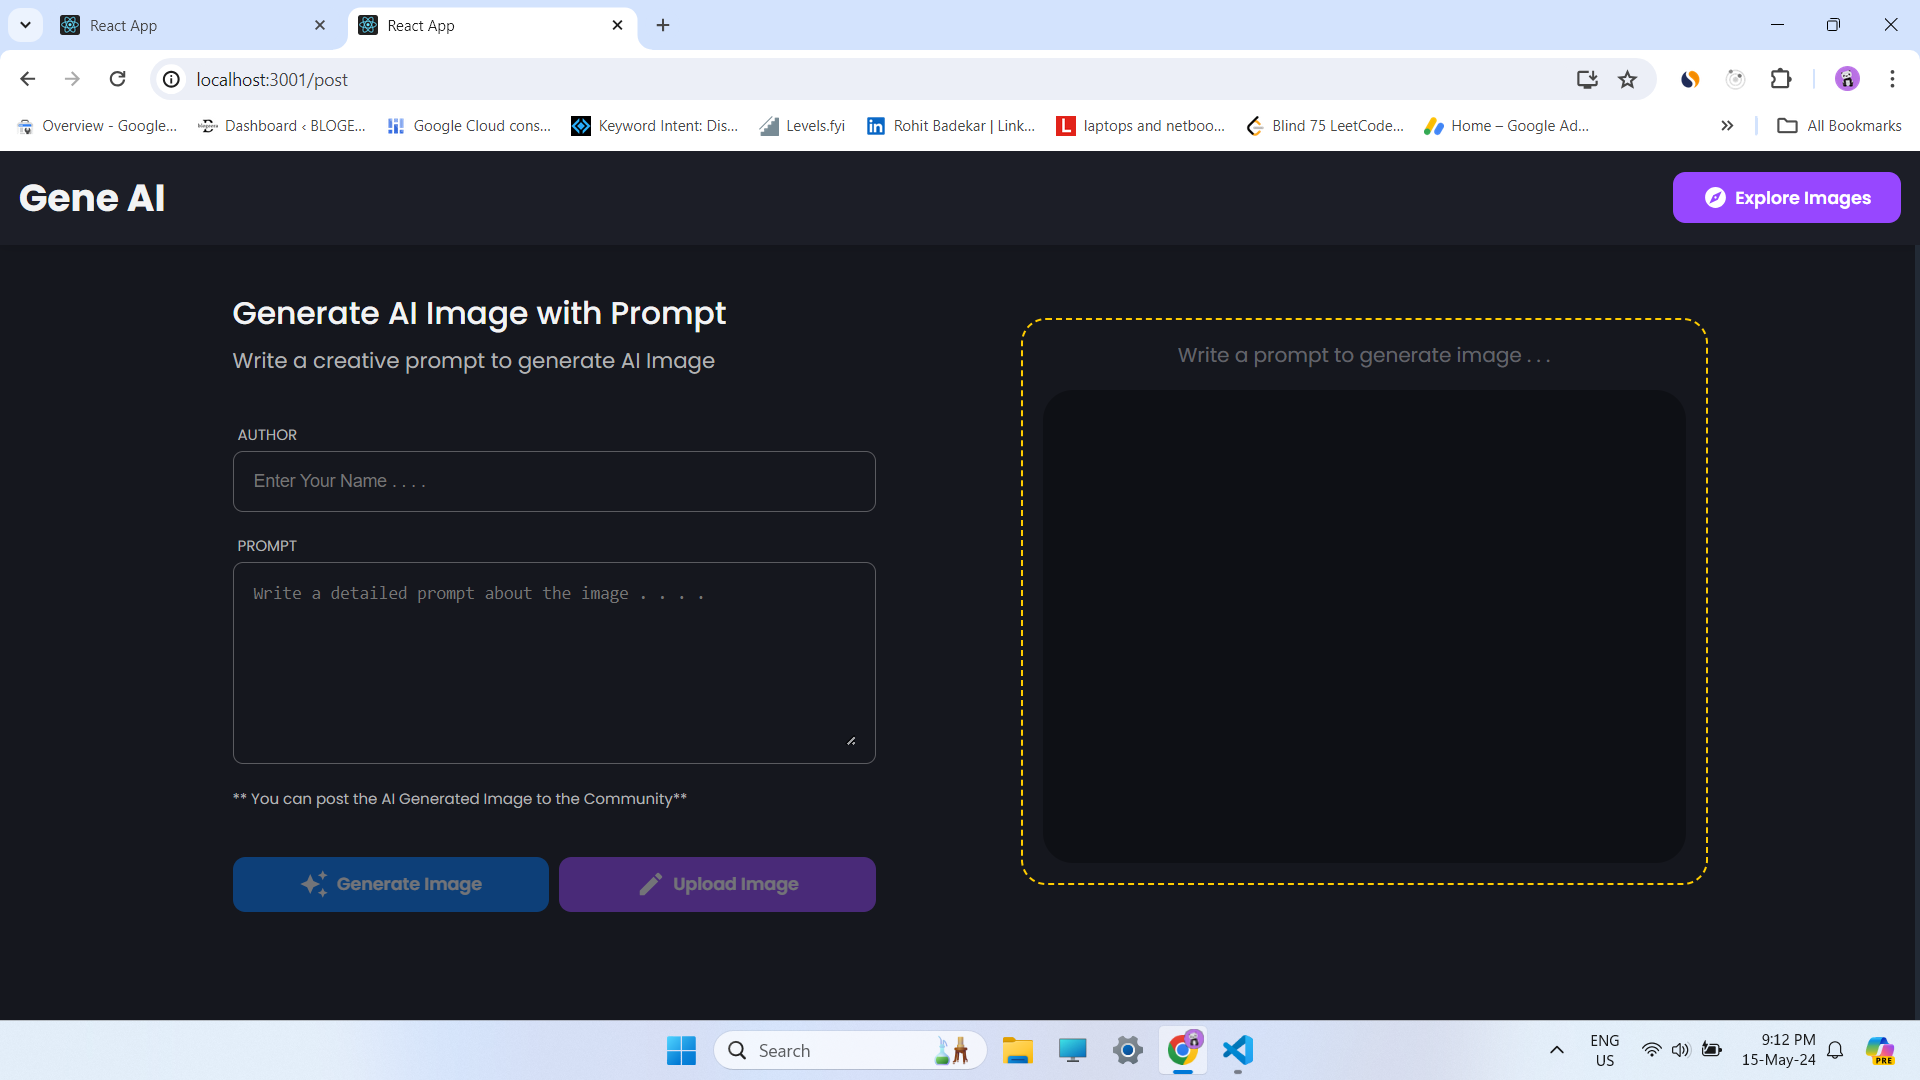 React App
React App
localhost:3001/post
Overview - Google...
Dashboard ‹ BLOGE...
Google Cloud cons...
Keyword Intent: Dis...
Levels.fyi
Rohit Badekar | Link...
laptops and netboo...
Blind 75 LeetCode...
Home – Google Ad...
All Bookmarks
Gene AI
Explore Images
Generate AI Image with Prompt
Write a creative prompt to generate AI Image
AUTHOR
Enter Your Name . . . .
PROMPT
Write a detailed prompt about the image . . . .
** You can post the AI Generated Image to the Community**
Generate Image
Upload Image
Write a prompt to generate image . . .
Search
ENG
US
9:12 PM
15-May-24
PRE